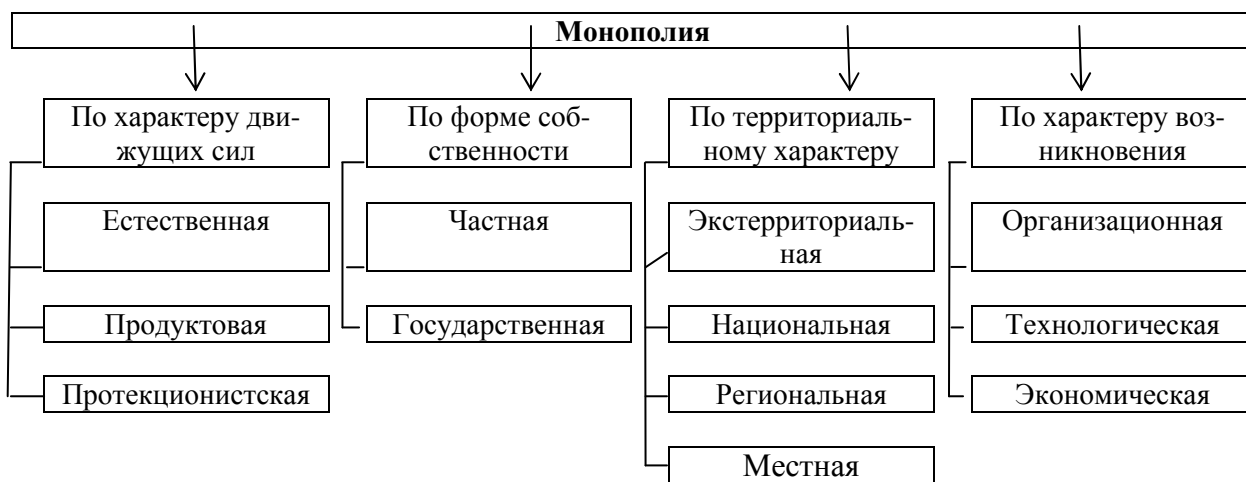 Монополия
По характеру дви-
жущих сил
Естественная
Продуктовая
Протекционистская
По форме соб-
ственности
Частная
Государственная
По территориаль-
ному характеру
Экстерриториаль-
ная
Национальная
Региональная
Местная
По характеру воз-
никновения
Организационная
Технологическая
Экономическая